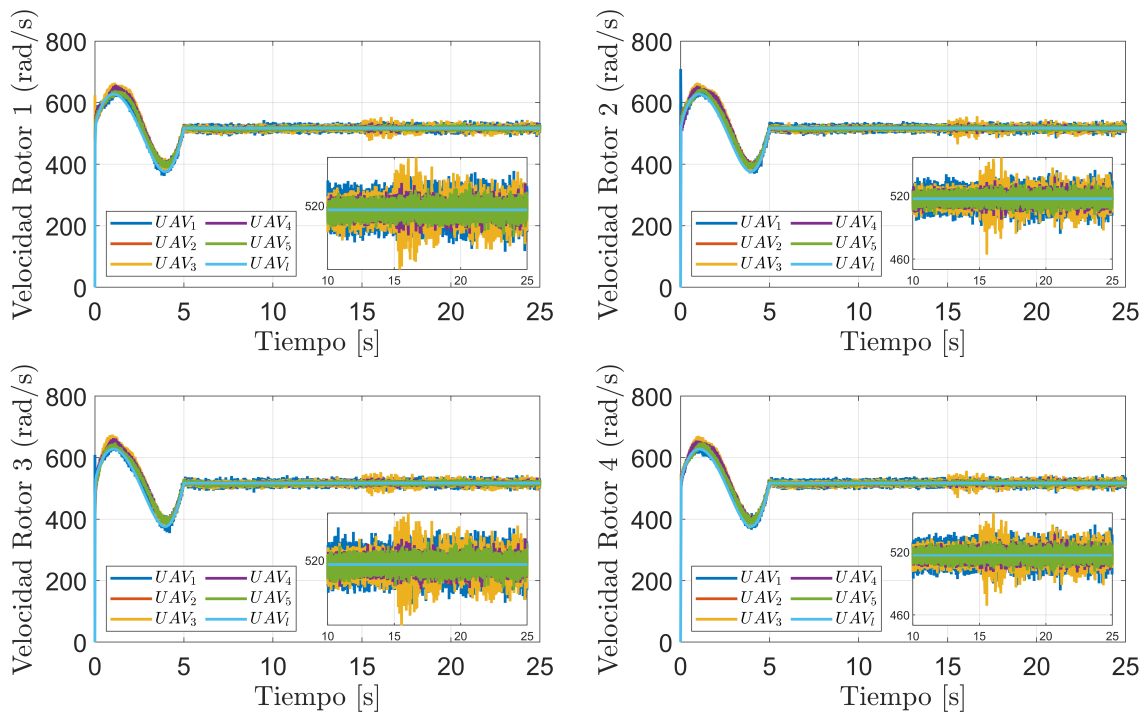 Velocidad Rotor 1 (rad/s)
800
600
400
200
0
520
10 15 20 25
UAV₁ UAV₄
UAV₂ UAV₅
UAV₃ UAVₗ
0 5 10 15 20 25
Tiempo [s]
Velocidad Rotor 2 (rad/s)
800
600
400
200
0
520
460
10 15 20 25
UAV₁ UAV₄
UAV₂ UAV₅
UAV₃ UAVₗ
0 5 10 15 20 25
Tiempo [s]
Velocidad Rotor 3 (rad/s)
800
600
400
200
0
520
10 15 20 25
UAV₁ UAV₄
UAV₂ UAV₅
UAV₃ UAVₗ
0 5 10 15 20 25
Tiempo [s]
Velocidad Rotor 4 (rad/s)
800
600
400
200
0
520
460
10 15 20 25
UAV₁ UAV₄
UAV₂ UAV₅
UAV₃ UAVₗ
0 5 10 15 20 25
Tiempo [s]